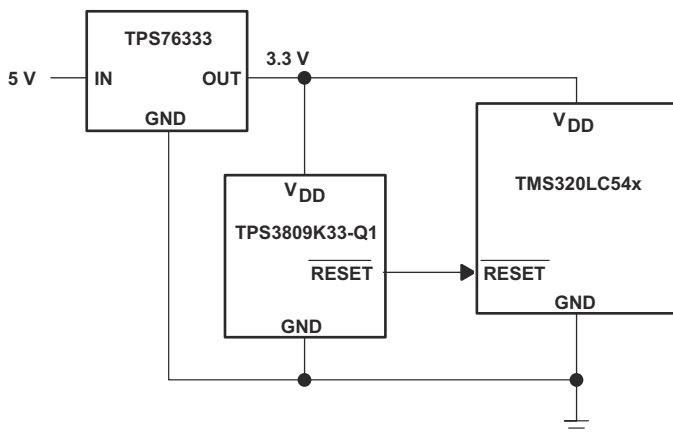 TPS76333
5 V
IN
OUT
3.3 V
GND
VDD
TPS3809K33-Q1
RESET
GND
VDD
TMS320LC54x
RESET
GND